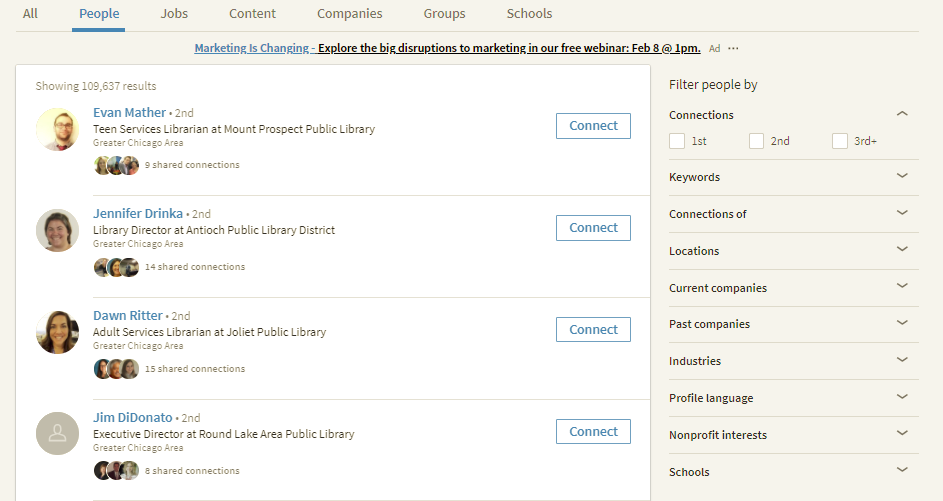 All People Jobs Content Companies Groups Schools
Marketing Is Changing - Explore the big disruptions to marketing in our free webinar: Feb 8 @ 1pm. Ad ···
Showing 109,637 results
Evan Mather • 2nd
Teen Services Librarian at Mount Prospect Public Library
Greater Chicago Area
9 shared connections
Connect
Jennifer Drinka • 2nd
Library Director at Antioch Public Library District
Greater Chicago Area
14 shared connections
Connect
Dawn Ritter • 2nd
Adult Services Librarian at Joliet Public Library
Greater Chicago Area
15 shared connections
Connect
Jim DiDonato • 2nd
Executive Director at Round Lake Area Public Library
Greater Chicago Area
8 shared connections
Connect
Filter people by
Connections
1st 2nd 3rd+
Keywords
Connections of
Locations
Current companies
Past companies
Industries
Profile language
Nonprofit interests
Schools